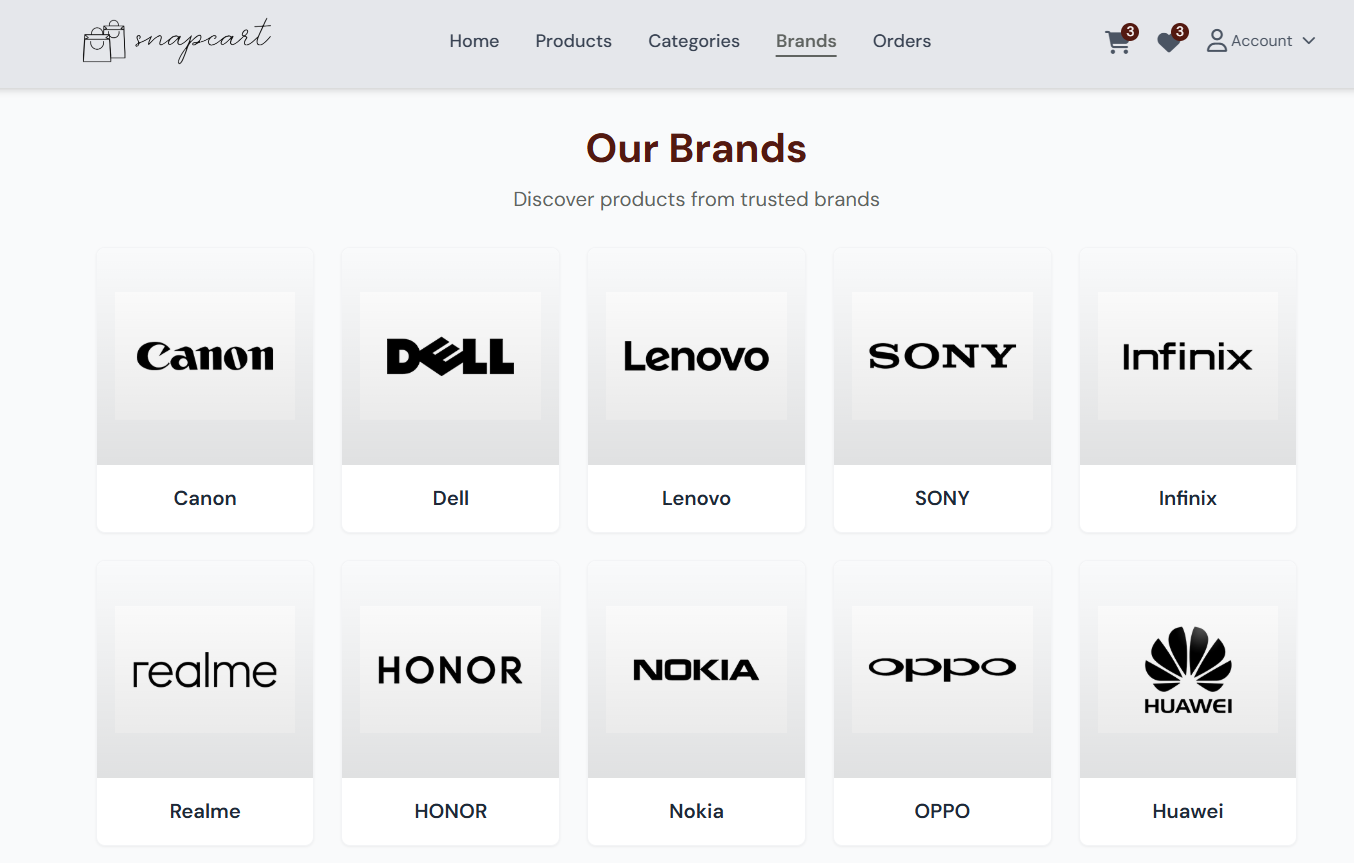 snapcart Home Products Categories Brands Orders 3 3 Account
Our Brands
Discover products from trusted brands
Canon DELL Lenovo SONY Infinix
Canon Dell Lenovo SONY Infinix
realme HONOR NOKIA oppo HUAWEI
Realme HONOR Nokia OPPO Huawei